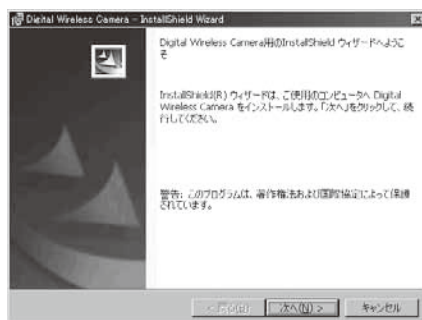 Digital Wireless Camera - InstallShield Wizard
Digital Wireless Camera用のInstallShield ウィザードへようこ
そ
InstallShield(R) ウィザードは、ご使用のコンピュータへ Digital
Wireless Camera をインストールします。「次へ」をクリックして、続
行してください。
警告: このプログラムは、著作権法および国際協定によって保護
されています。
< 戻る(B)
次へ(N) >
キャンセル